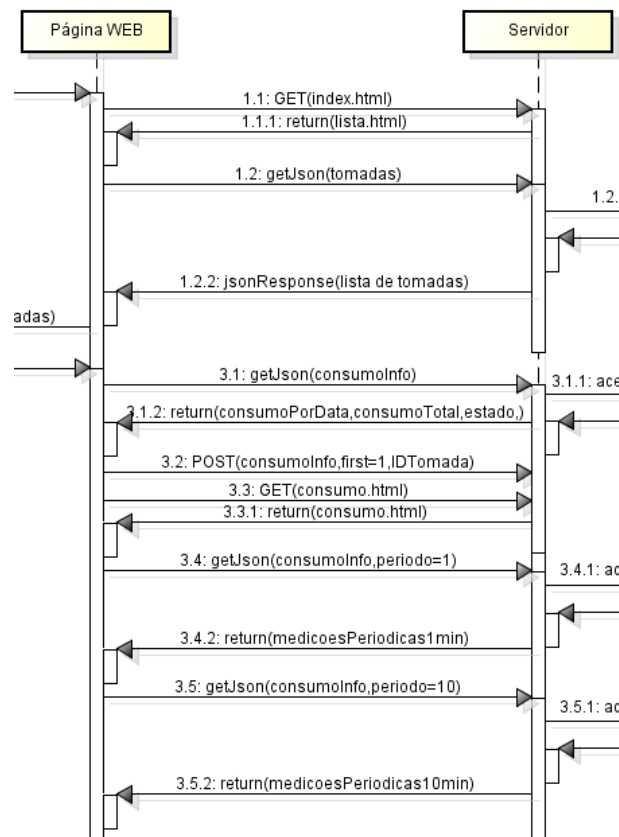 Página WEB
Servidor
1.1: GET(index.html)
1.1.1: return(lista.html)
1.2: getJson(tomadas)
1.2.
1.2.2: jsonResponse(lista de tomadas)
adas)
3.1: getJson(consumoInfo)
3.1.1: ace
3.1.2: return(consumoPorData,consumoTotal,estado,)
3.2: POST(consumoInfo,first=1,IDTomada)
3.3: GET(consumo.html)
3.3.1: return(consumo.html)
3.4: getJson(consumoInfo,periodo=1)
3.4.1: ac
3.4.2: return(medicoesPeriodicas1min)
3.5: getJson(consumoInfo,periodo=10)
3.5.1: ac
3.5.2: return(medicoesPeriodicas10min)